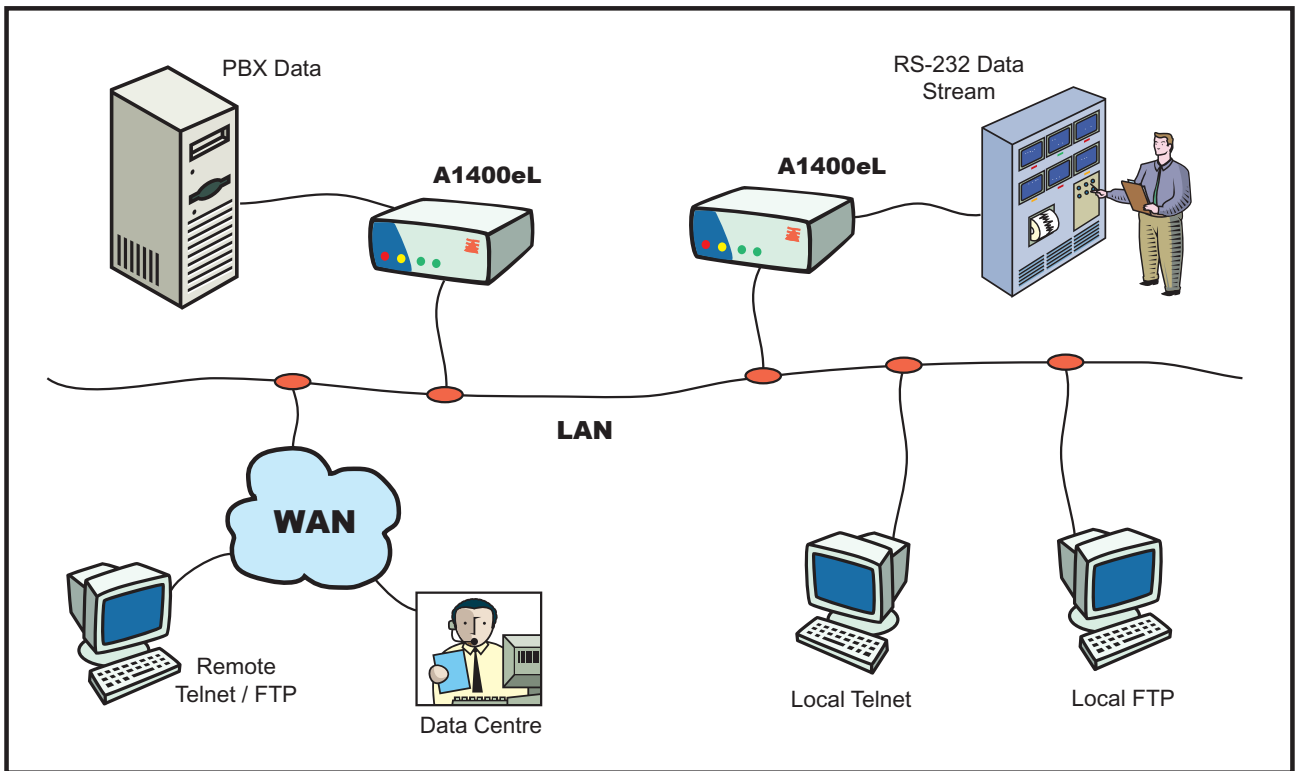 PBX Data
RS-232 Data
Stream
A1400eL
A1400eL
LAN
WAN
Remote
Telnet / FTP
Data Centre
Local Telnet
Local FTP